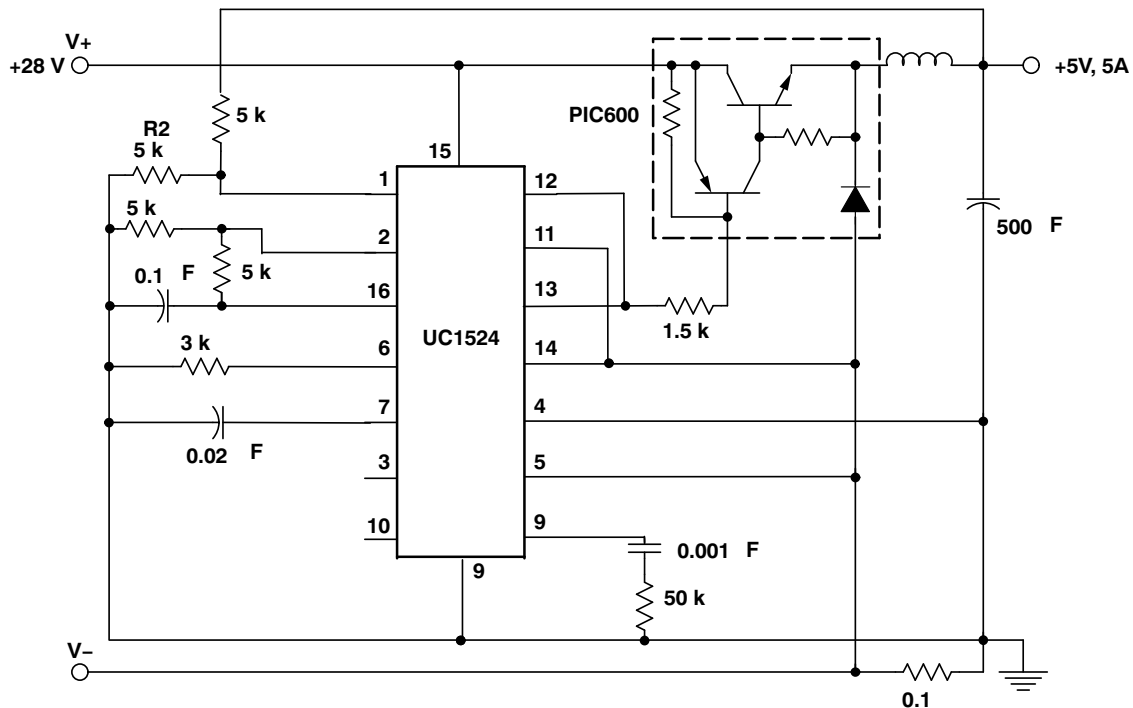 V+
+28 V
+5V, 5A
5 k
PIC600
R2
5 k
15
1
12
5 k
2
11
500 F
0.1 F
5 k
16
13
UC1524
1.5 k
3 k
6
14
7
4
0.02 F
3
5
10
9
0.001 F
9
50 k
V−
0.1